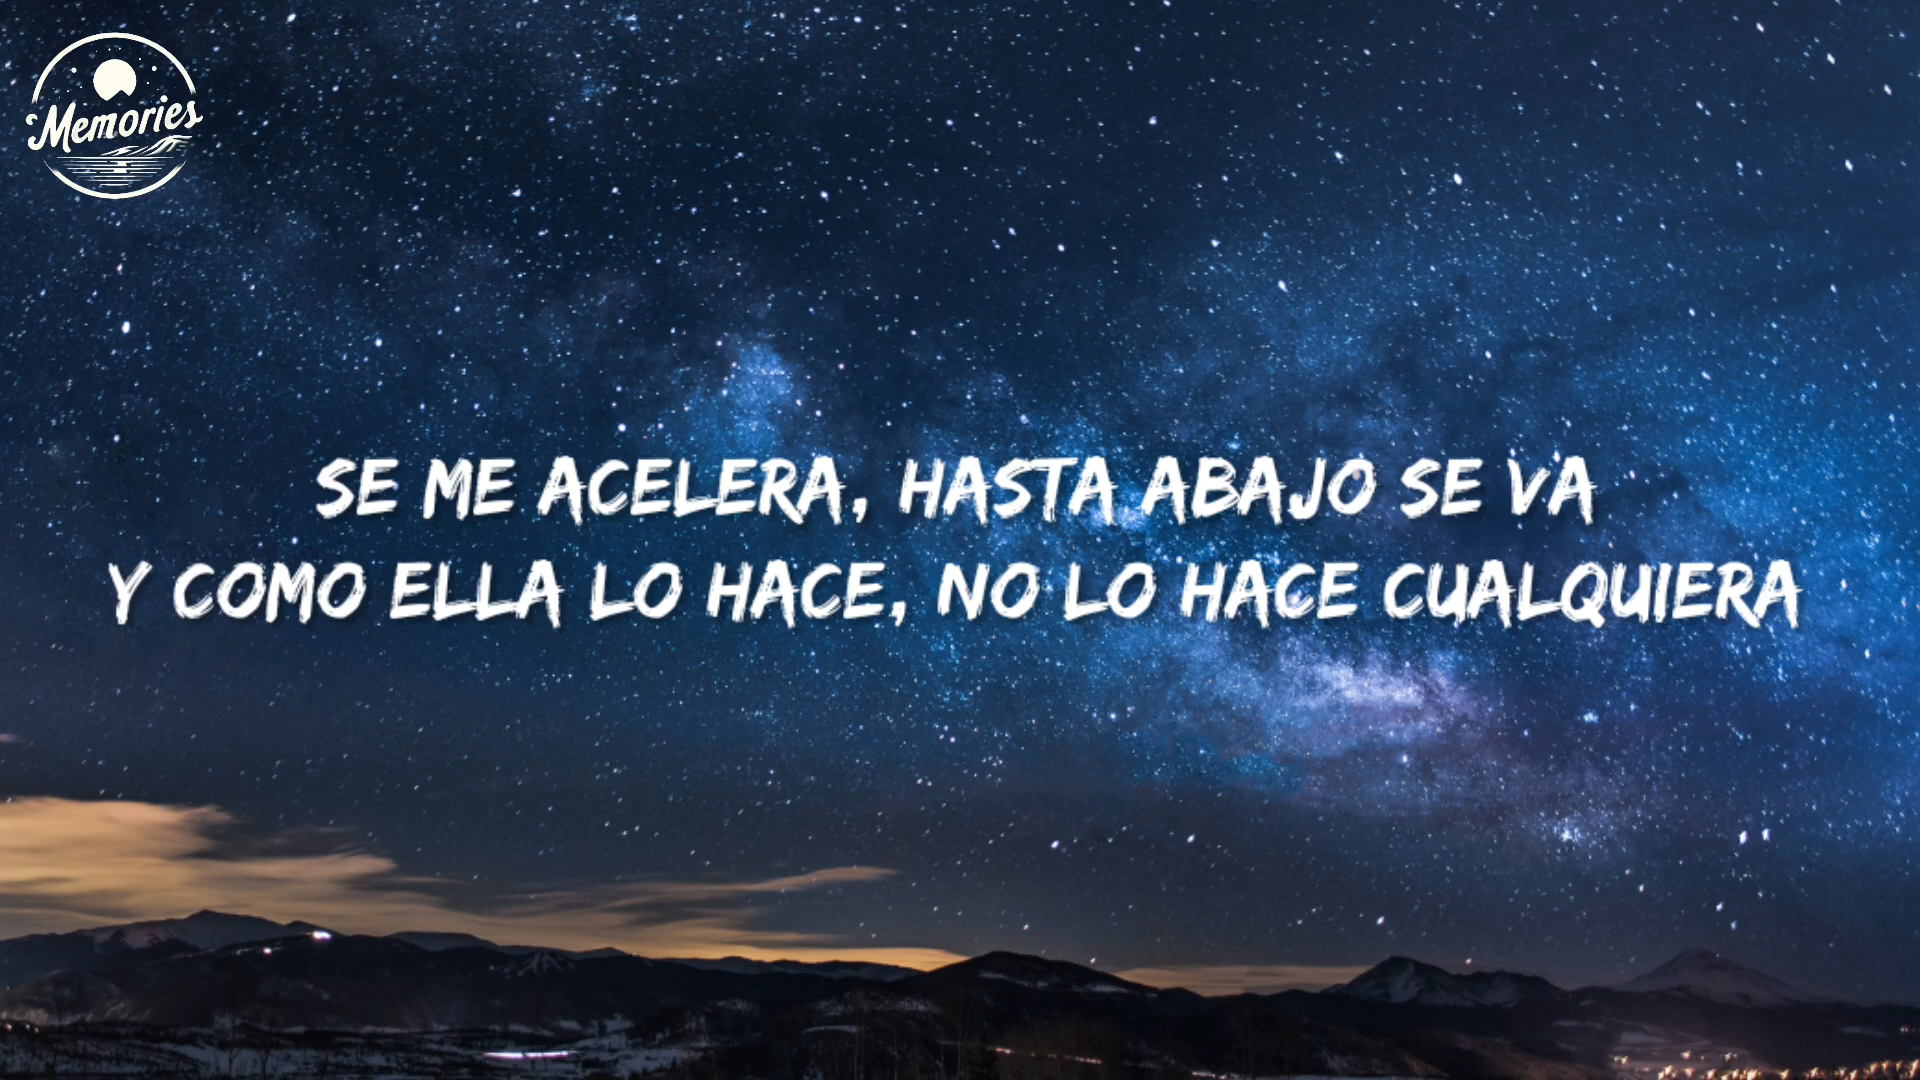 Memories
SE ME ACELERA, HASTA ABAJO SE VA
Y COMO ELLA LO HACE, NO LO HACE CUALQUIERA